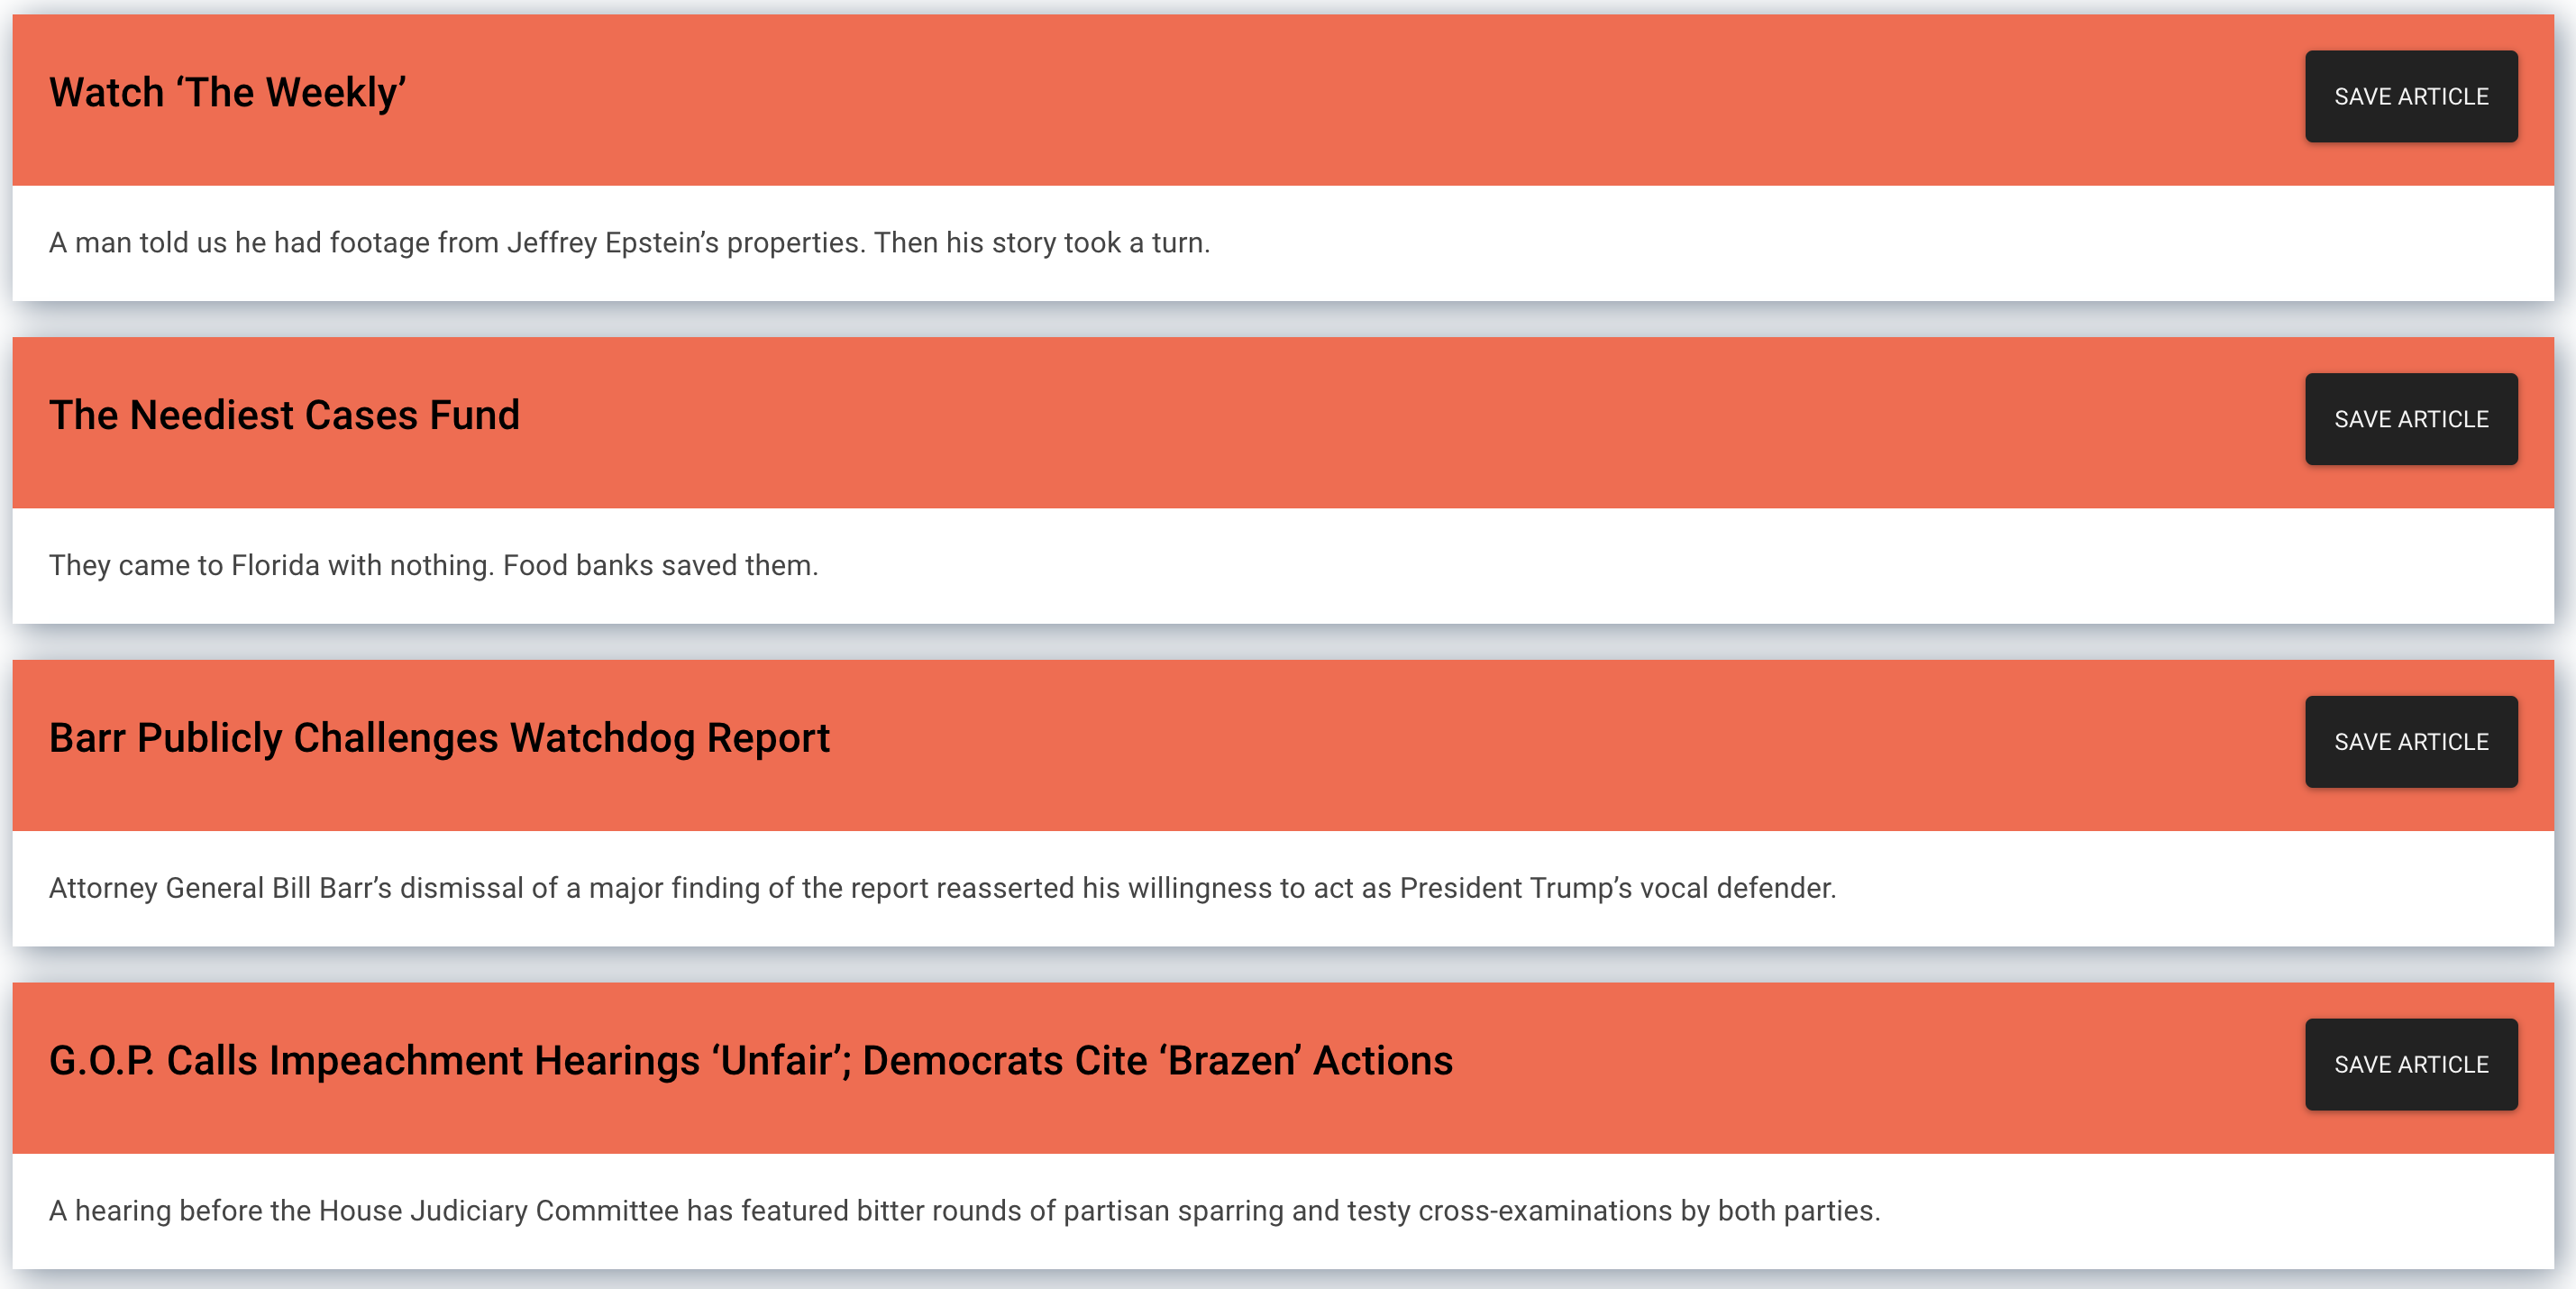 Watch ‘The Weekly’
SAVE ARTICLE
A man told us he had footage from Jeffrey Epstein’s properties. Then his story took a turn.
The Neediest Cases Fund
SAVE ARTICLE
They came to Florida with nothing. Food banks saved them.
Barr Publicly Challenges Watchdog Report
SAVE ARTICLE
Attorney General Bill Barr’s dismissal of a major finding of the report reasserted his willingness to act as President Trump’s vocal defender.
G.O.P. Calls Impeachment Hearings ‘Unfair’; Democrats Cite ‘Brazen’ Actions
SAVE ARTICLE
A hearing before the House Judiciary Committee has featured bitter rounds of partisan sparring and testy cross-examinations by both parties.